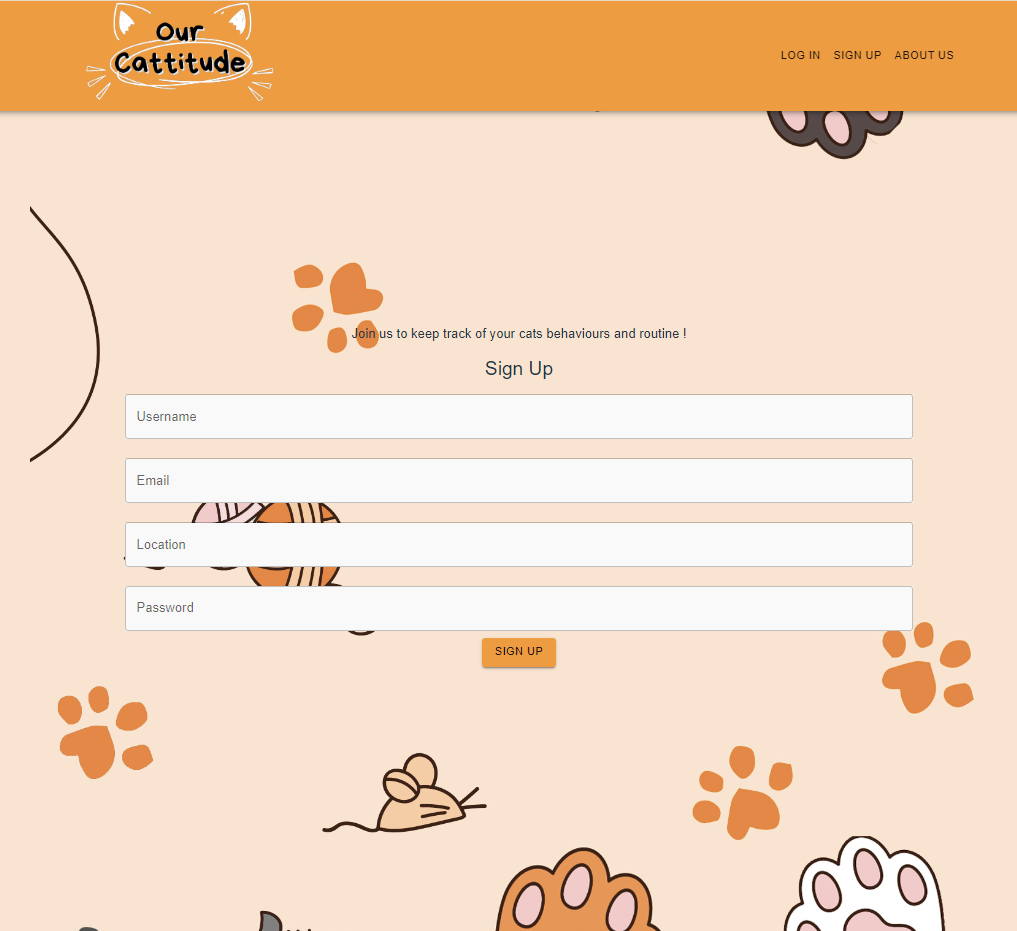 Our
Cattitude
LOG IN SIGN UP ABOUT US
Join us to keep track of your cats behaviours and routine !
Sign Up
Username
Email
Location
Password
SIGN UP